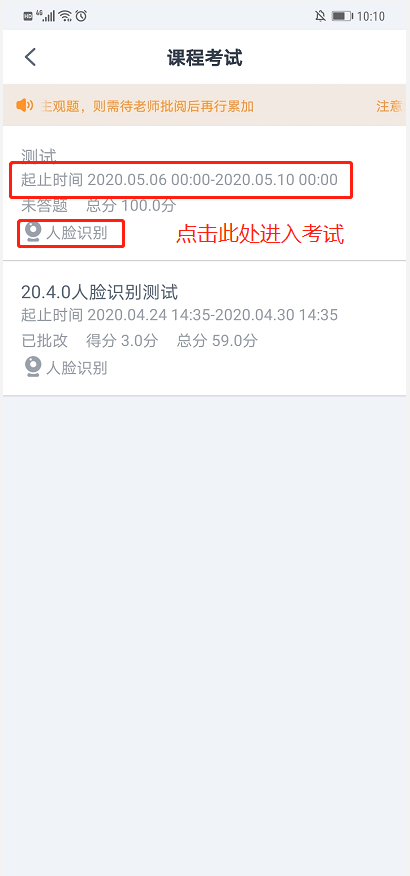 HD 4G 10:10
课程考试
主观题，则需待老师批阅后再行累加 注意
测试
起止时间 2020.05.06 00:00-2020.05.10 00:00
未答题 总分 100.0分
人脸识别 点击此处进入考试
20.4.0人脸识别测试
起止时间 2020.04.24 14:35-2020.04.30 14:35
已批改 得分 3.0分 总分 59.0分
人脸识别